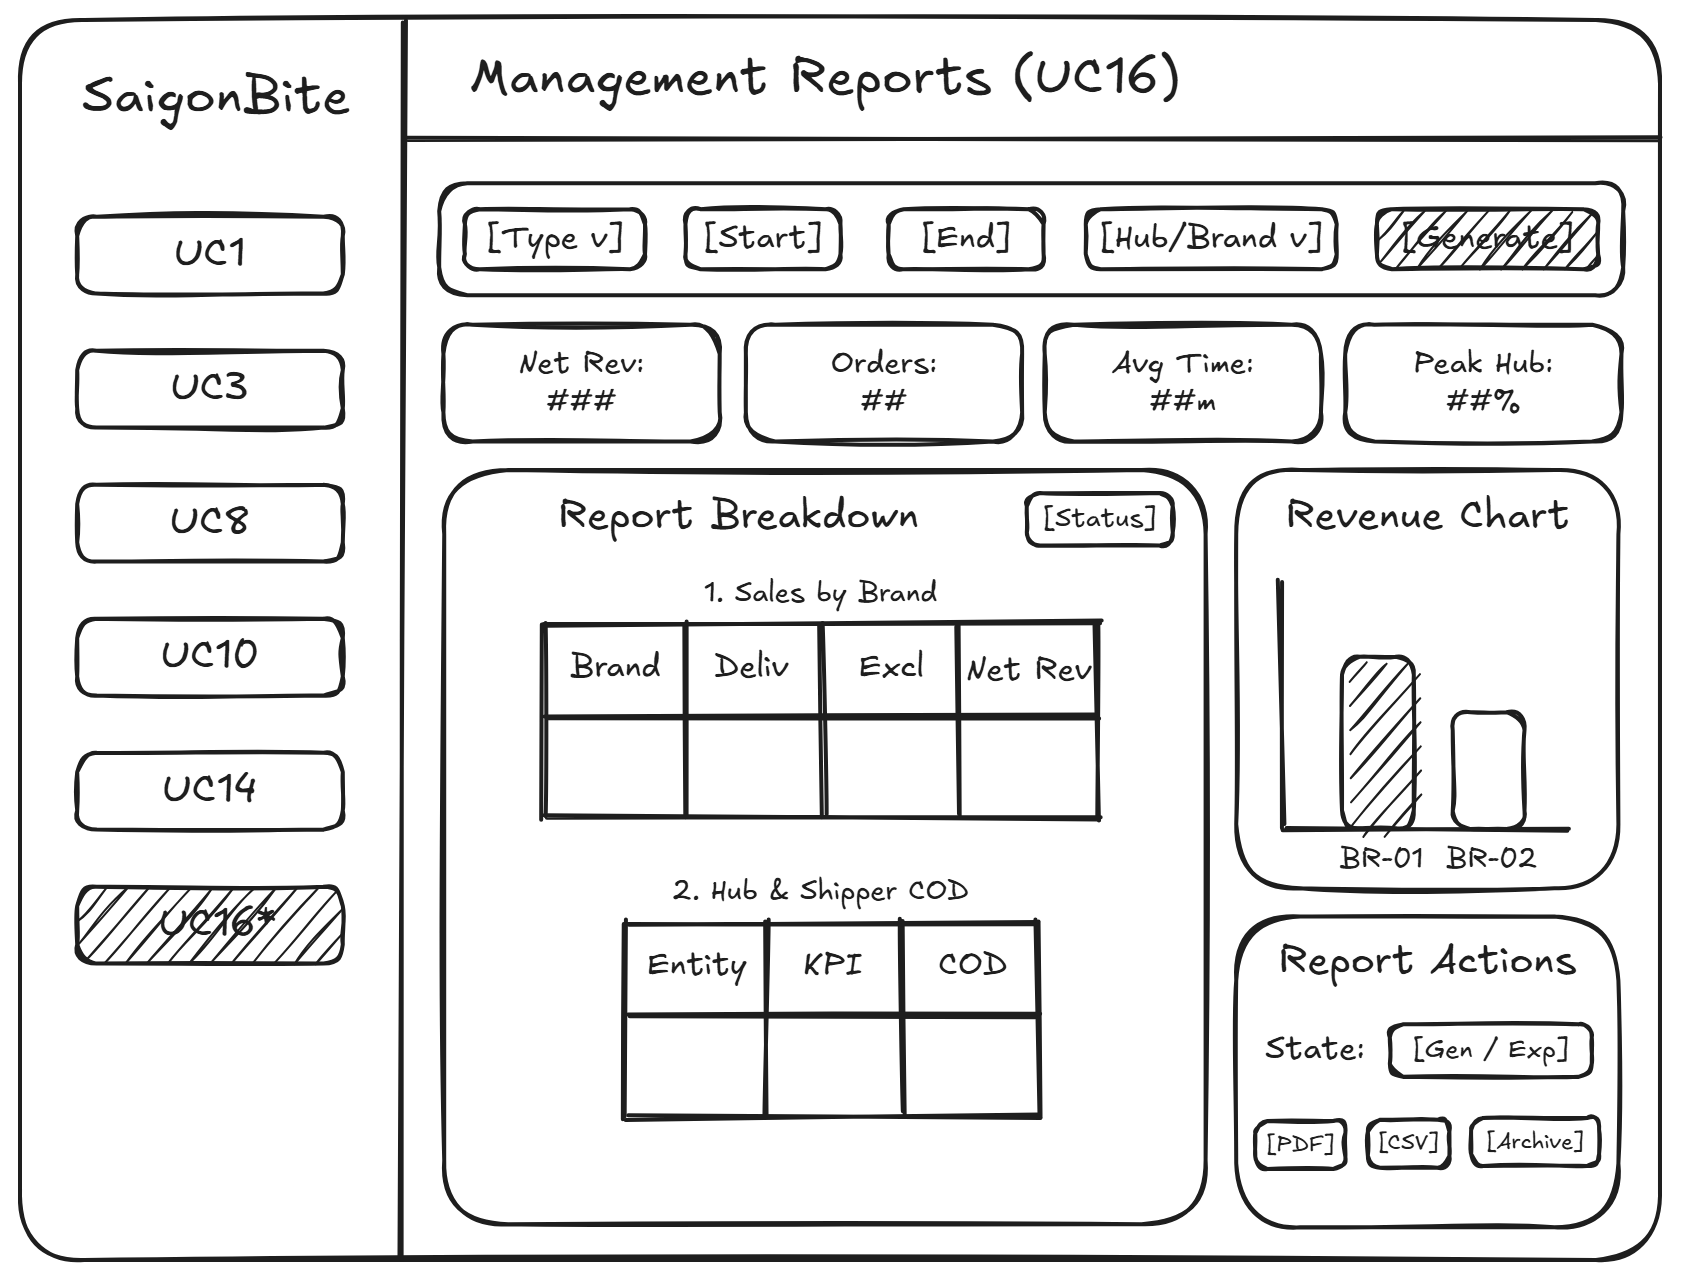 SaigonBite
UC1
UC3
UC8
UC10
UC14
UC16*
Management Reports (UC16)
[Type v] [Start] [End] [Hub/Brand v] [Generate]
Net Rev:
###
Orders:
##
Avg Time:
##m
Peak Hub:
##%
Report Breakdown [Status]
1. Sales by Brand
Brand Deliv Excl Net Rev
2. Hub & Shipper COD
Entity KPI COD
Revenue Chart
BR-01 BR-02
Report Actions
State: [Gen / Exp]
[PDF] [CSV] [Archive]